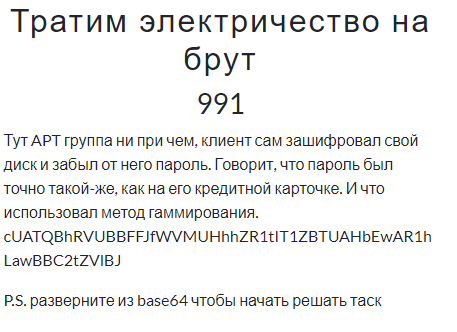 Тратим электричество на
брут
991
Тут APT группа ни при чем, клиент сам зашифровал свой
диск и забыл от него пароль. Говорит, что пароль был
точно такой-же, как на его кредитной карточке. И что
использовал метод гаммирования.
cUATQBhRVUBBFFJfWVMUHhhZR1tIT1ZBTUAHbEwAR1h
LawBBC2tZVlBJ
P.S. разверните из base64 чтобы начать решать таск